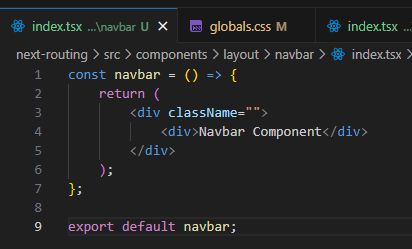 index.tsx ...\navbar U × globals.css M index.tsx
next-routing > src > components > layout > navbar > index.tsx > ...
1 const navbar = () => {
2     return (
3         <div className="">
4             <div>Navbar Component</div>
5         </div>
6     );
7 };
8
9 export default navbar;